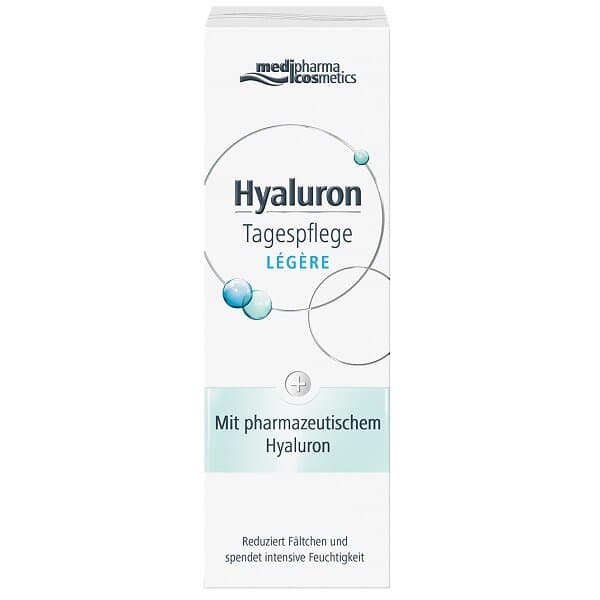 medipharma
cosmetics
Hyaluron
Tagespflege
LÉGÈRE
Mit pharmazeutischem
Hyaluron
Reduziert Fältchen und
spendet intensive Feuchtigkeit